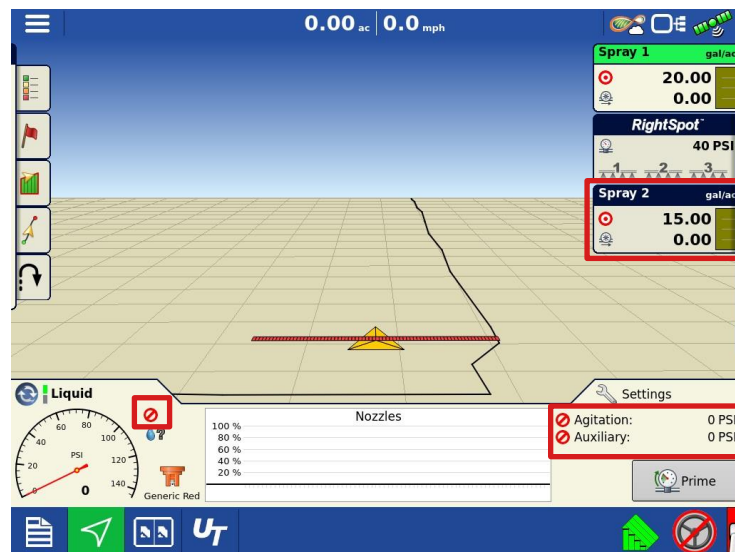 0.00 ac 0.0 mph
Spray 1 gal/ac
20.00
0.00
RightSpot™
40 PSI
1 2 3
Spray 2 gal/ac
15.00
0.00
Liquid
Settings
Nozzles
100 %
80 %
60 %
40 %
20 %
Agitation: 0 PSI
Auxiliary: 0 PSI
60 80
40 100
PSI
20 120
0 140
?
Generic Red
Prime
UT